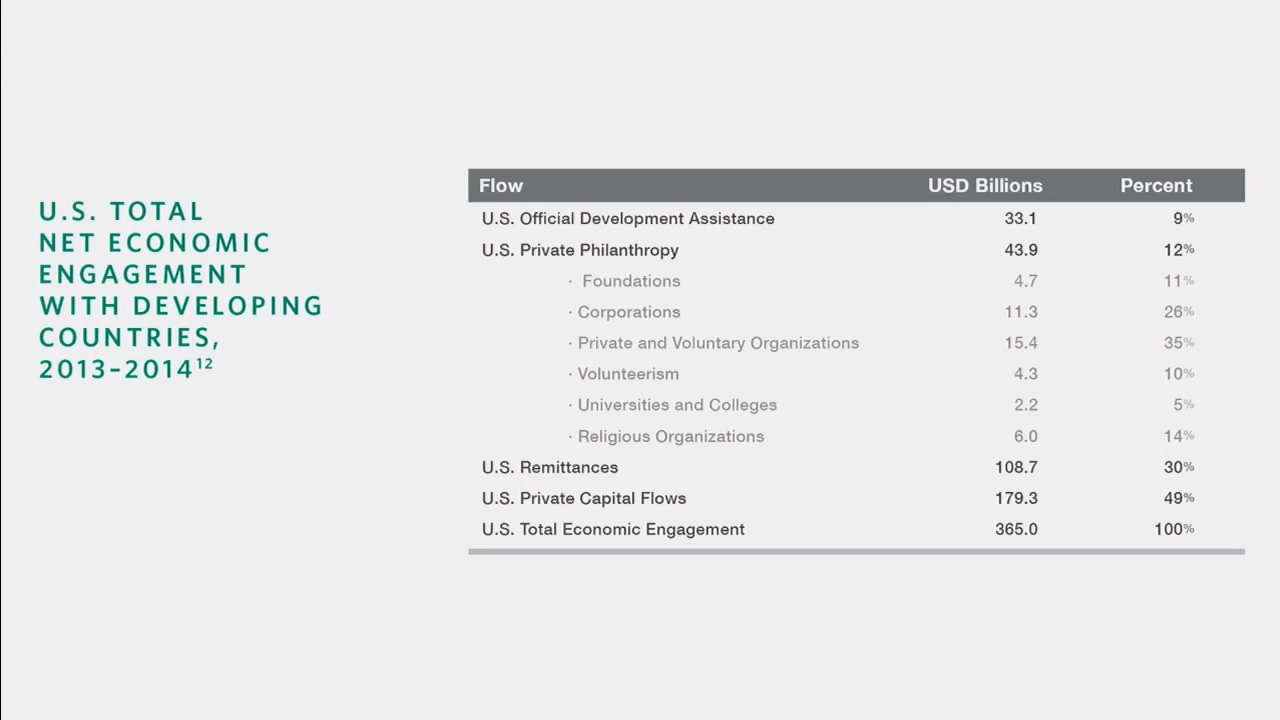 U.S. TOTAL
NET ECONOMIC
ENGAGEMENT
WITH DEVELOPING
COUNTRIES,
2013–2014¹²
Flow USD Billions Percent
U.S. Official Development Assistance 33.1 9%
U.S. Private Philanthropy 43.9 12%
· Foundations 4.7 11%
· Corporations 11.3 26%
· Private and Voluntary Organizations 15.4 35%
· Volunteerism 4.3 10%
· Universities and Colleges 2.2 5%
· Religious Organizations 6.0 14%
U.S. Remittances 108.7 30%
U.S. Private Capital Flows 179.3 49%
U.S. Total Economic Engagement 365.0 100%